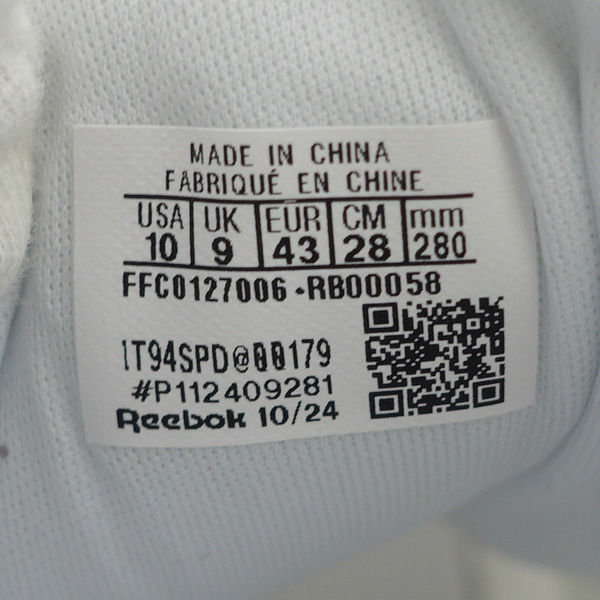 MADE IN CHINA
FABRIQUÉ EN CHINE
USA UK EUR CM mm
10 9 43 28 280
FFC0127006-RB00058
1T94SPD@00179
#P112409281
Reebok 10/24